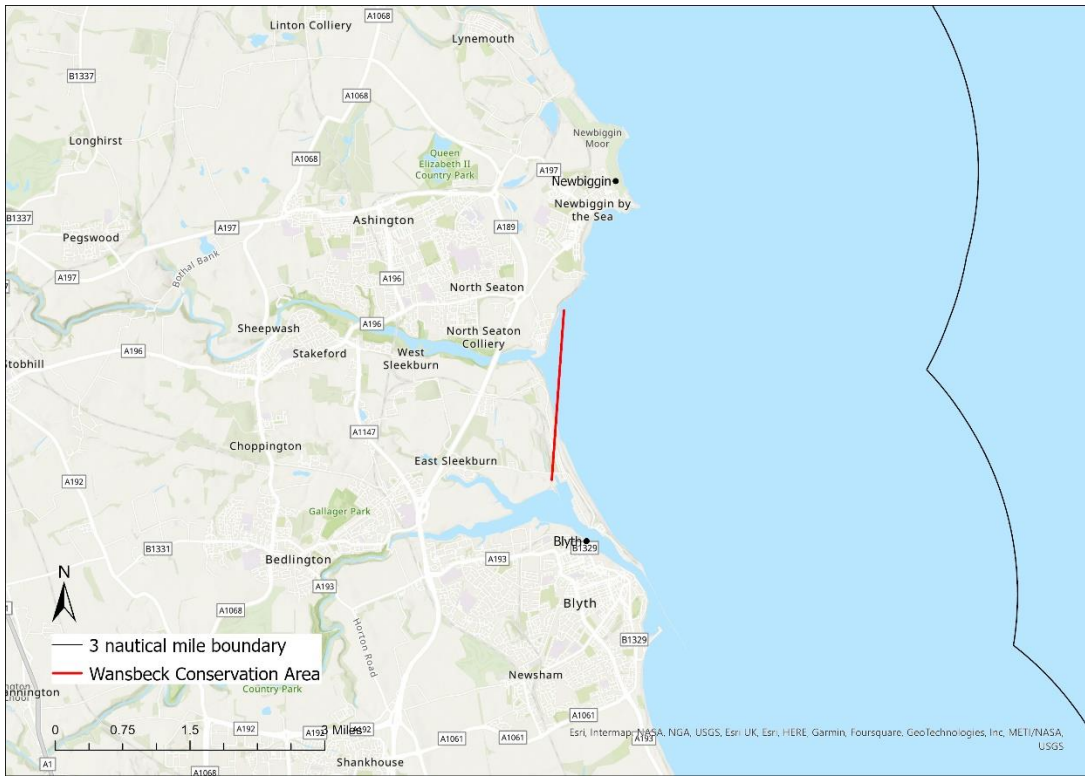 A1068
Linton Colliery
Lynemouth
B1337
A1068
Longhirst
A1068
Newbiggin
Moor
Queen
Elizabeth II
Country Park
A197
Newbiggin
Newbiggin by
the Sea
B1337
Ashington
A197
A189
Pegswood
Bothal Bank
A197
A197
A196
North Seaton
Sheepwash
A196
North Seaton
Colliery
Stobhill
A196
Stakeford
West
Sleekburn
A1147
Choppington
East Sleekburn
A192
Gallager Park
Blyth
B1331
B1329
Bedlington
A193
A193
N
A1068
Blyth
Horton Road
B1329
3 nautical mile boundary
Wansbeck Conservation Area
Newsham
Country Park
0 0.75 1.5 3 Miles
A192
A192
A192
A1061
A1061
A1061
A193
Esri, Intermap, NASA, NGA, USGS, Esri UK, Esri, HERE, Garmin, Foursquare, GeoTechnologies, Inc, METI/NASA,
USGS
A1
A1068
Shankhouse